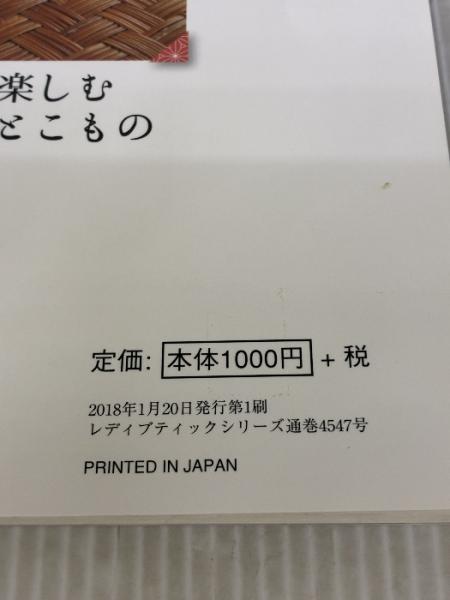 楽しむ
とこもの
定価: 本体1000円 + 税
2018年1月20日発行第1刷
レディブティックシリーズ通巻4547号
PRINTED IN JAPAN